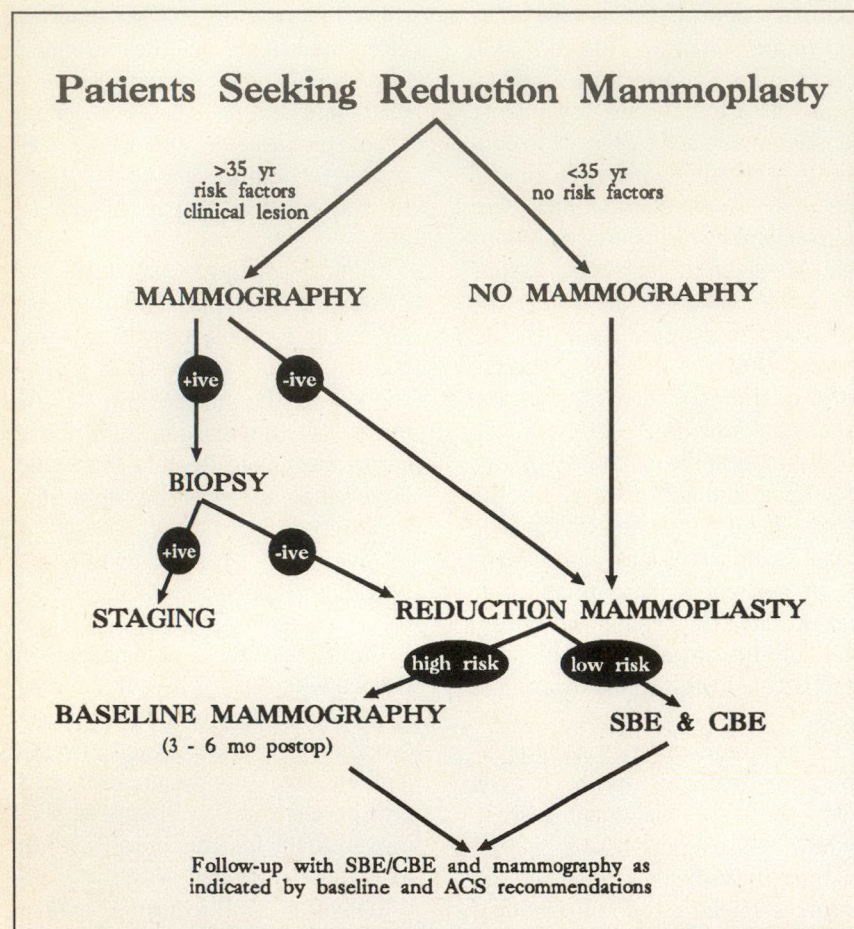 Patients Seeking Reduction Mammoplasty
>35 yr
risk factors
clinical lesion
<35 yr
no risk factors
MAMMOGRAPHY
NO MAMMOGRAPHY
+ive
-ive
BIOPSY
+ive
-ive
STAGING
REDUCTION MAMMOPLASTY
high risk
low risk
BASELINE MAMMOGRAPHY
(3 - 6 mo postop)
SBE & CBE
Follow-up with SBE/CBE and mammography as
indicated by baseline and ACS recommendations